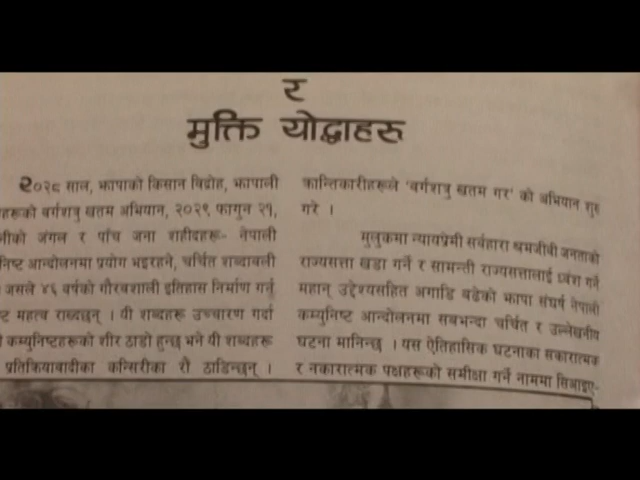 र
मुक्ति योद्धाहरु
२०२८ साल, झापाको किसान विद्रोह, झापाली
हरूको वर्गशत्रु खतम अभियान, २०२९ फागुन २१,
नीको जंगल र पाँच जना शहीदहरू- नेपाली
निष्ट आन्दोलनमा प्रयोग भइरहने, चर्चित शब्दावली
जसले ४६ वर्षको गौरवशाली इतिहास निर्माण गर्नु
ष्ट महत्व राख्दछन् । यी शब्दहरू उच्चारण गर्दा
कम्युनिष्टहरूको शीर ठाडो हुन्छ भने यी शब्दहरू
प्रतिक्रियावादीका कन्सिरीका रौं ठाडिन्छन् ।
क्रान्तिकारीहरूले 'वर्गशत्रु खतम गर' को अभियान शुरु
गरे ।
मुलुकमा न्यायप्रेमी सर्वहारा श्रमजीवी जनताको
राज्यसत्ता खडा गर्ने र सामन्ती राज्यसत्तालाई ध्वंश गर्ने
महान् उद्देश्यसहित अगाडि बढेको झापा संघर्ष नेपाली
कम्युनिष्ट आन्दोलनमा सबभन्दा चर्चित र उल्लेखनीय
घटना मानिन्छ । यस ऐतिहासिक घटनाका सकारात्मक
र नकारात्मक पक्षहरूको समीक्षा गर्ने नाममा सिआइए-